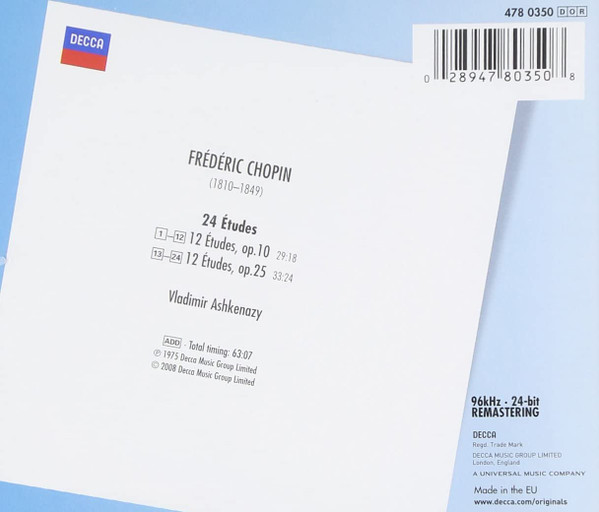 478 0350 DOR
0 28947 80350 8
DECCA
FRÉDÉRIC CHOPIN
(1810–1849)
24 Études
1–12 12 Études, op.10 29:18
13–24 12 Études, op.25 33:24
Vladimir Ashkenazy
ADD · Total timing: 63:07
℗ 1975 Decca Music Group Limited
© 2008 Decca Music Group Limited
96kHz · 24-bit
REMASTERING
DECCA
Regd. Trade Mark
DECCA MUSIC GROUP LIMITED
London, England
A UNIVERSAL MUSIC COMPANY
Made in the EU
www.deccaclassics.com/originals